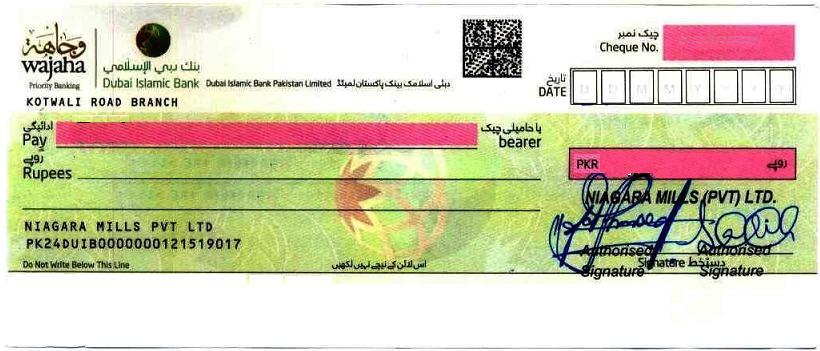 وجاهة
wajaha
Priority Banking
بنك دبي الإسلامي
Dubai Islamic Bank
Dubai Islamic Bank Pakistan Limited دبئی اسلامک بینک پاکستان لمیٹڈ
چیک نمبر
Cheque No.
KOTWALI ROAD BRANCH
تاریخ
DATE D D M M Y Y Y Y
ادائیگی
Pay
یا حامیلی چیک
bearer
روپے
Rupees
PKR روپے
NIAGARA MILLS (PVT) LTD.
NIAGARA MILLS PVT LTD
PK24DUIB0000000121519017
Authorised Authorised
Signature دستخط
Signature Signature
Do Not Write Below This Line اس لائن کے نیچے نہیں لکھیں